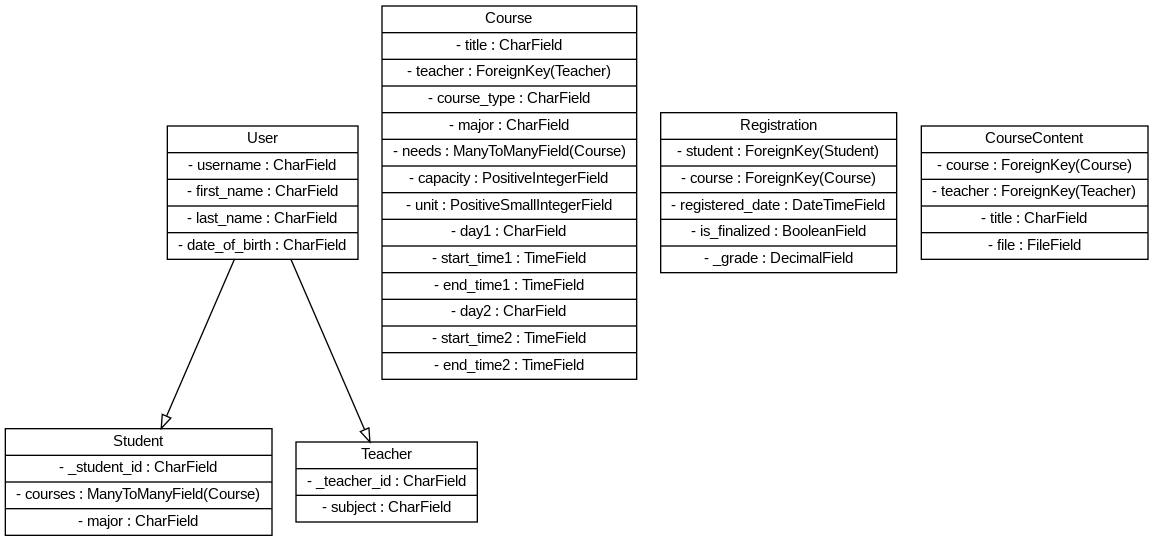 User
- username : CharField
- first_name : CharField
- last_name : CharField
- date_of_birth : CharField
Course
- title : CharField
- teacher : ForeignKey(Teacher)
- course_type : CharField
- major : CharField
- needs : ManyToManyField(Course)
- capacity : PositiveIntegerField
- unit : PositiveSmallIntegerField
- day1 : CharField
- start_time1 : TimeField
- end_time1 : TimeField
- day2 : CharField
- start_time2 : TimeField
- end_time2 : TimeField
Registration
- student : ForeignKey(Student)
- course : ForeignKey(Course)
- registered_date : DateTimeField
- is_finalized : BooleanField
- _grade : DecimalField
CourseContent
- course : ForeignKey(Course)
- teacher : ForeignKey(Teacher)
- title : CharField
- file : FileField
Student
- _student_id : CharField
- courses : ManyToManyField(Course)
- major : CharField
Teacher
- _teacher_id : CharField
- subject : CharField